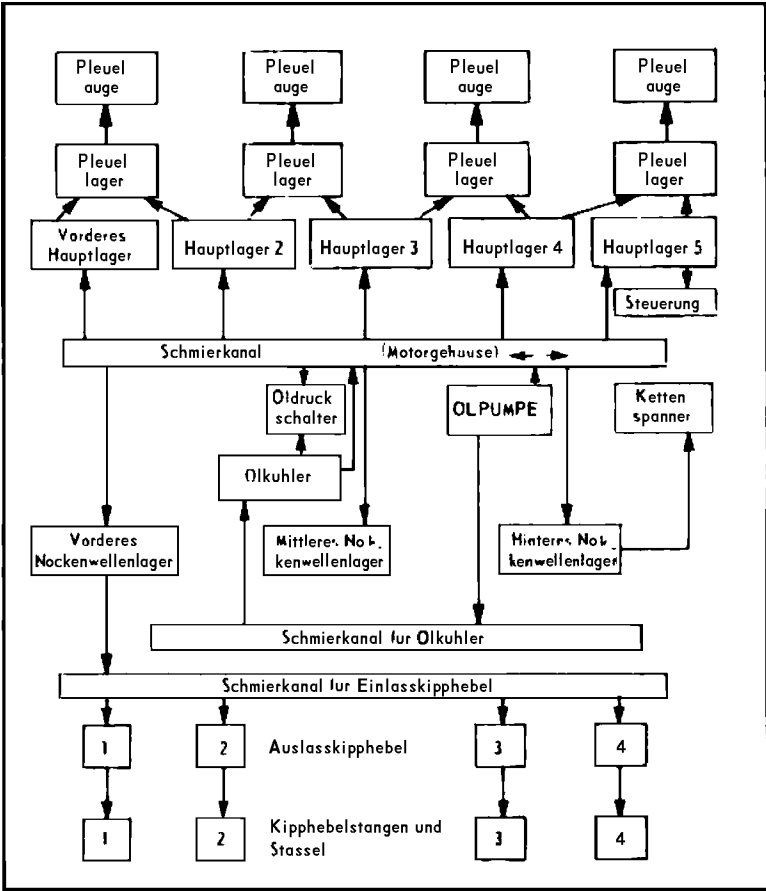 Pleuel
auge
Pleuel
auge
Pleuel
auge
Pleuel
auge
Pleuel
lager
Pleuel
lager
Pleuel
lager
Pleuel
lager
Vorderes
Hauptlager
Hauptlager 2
Hauptlager 3
Hauptlager 4
Hauptlager 5
Steuerung
Schmierkanal (Motorgehause)
Oldruck
schalter
OLPUMPE
Ketten
spanner
Olkuhler
Vorderes
Nockenwellenlager
Mittleres Nok.
kenwellenlager
Hinteres Nok.
kenwellenlager
Schmierkanal fur Olkuhler
Schmierkanal fur Einlasskipphebel
1 2 Auslasskipphebel 3 4
Kipphebelstangen und
Stassel
1 2 3 4